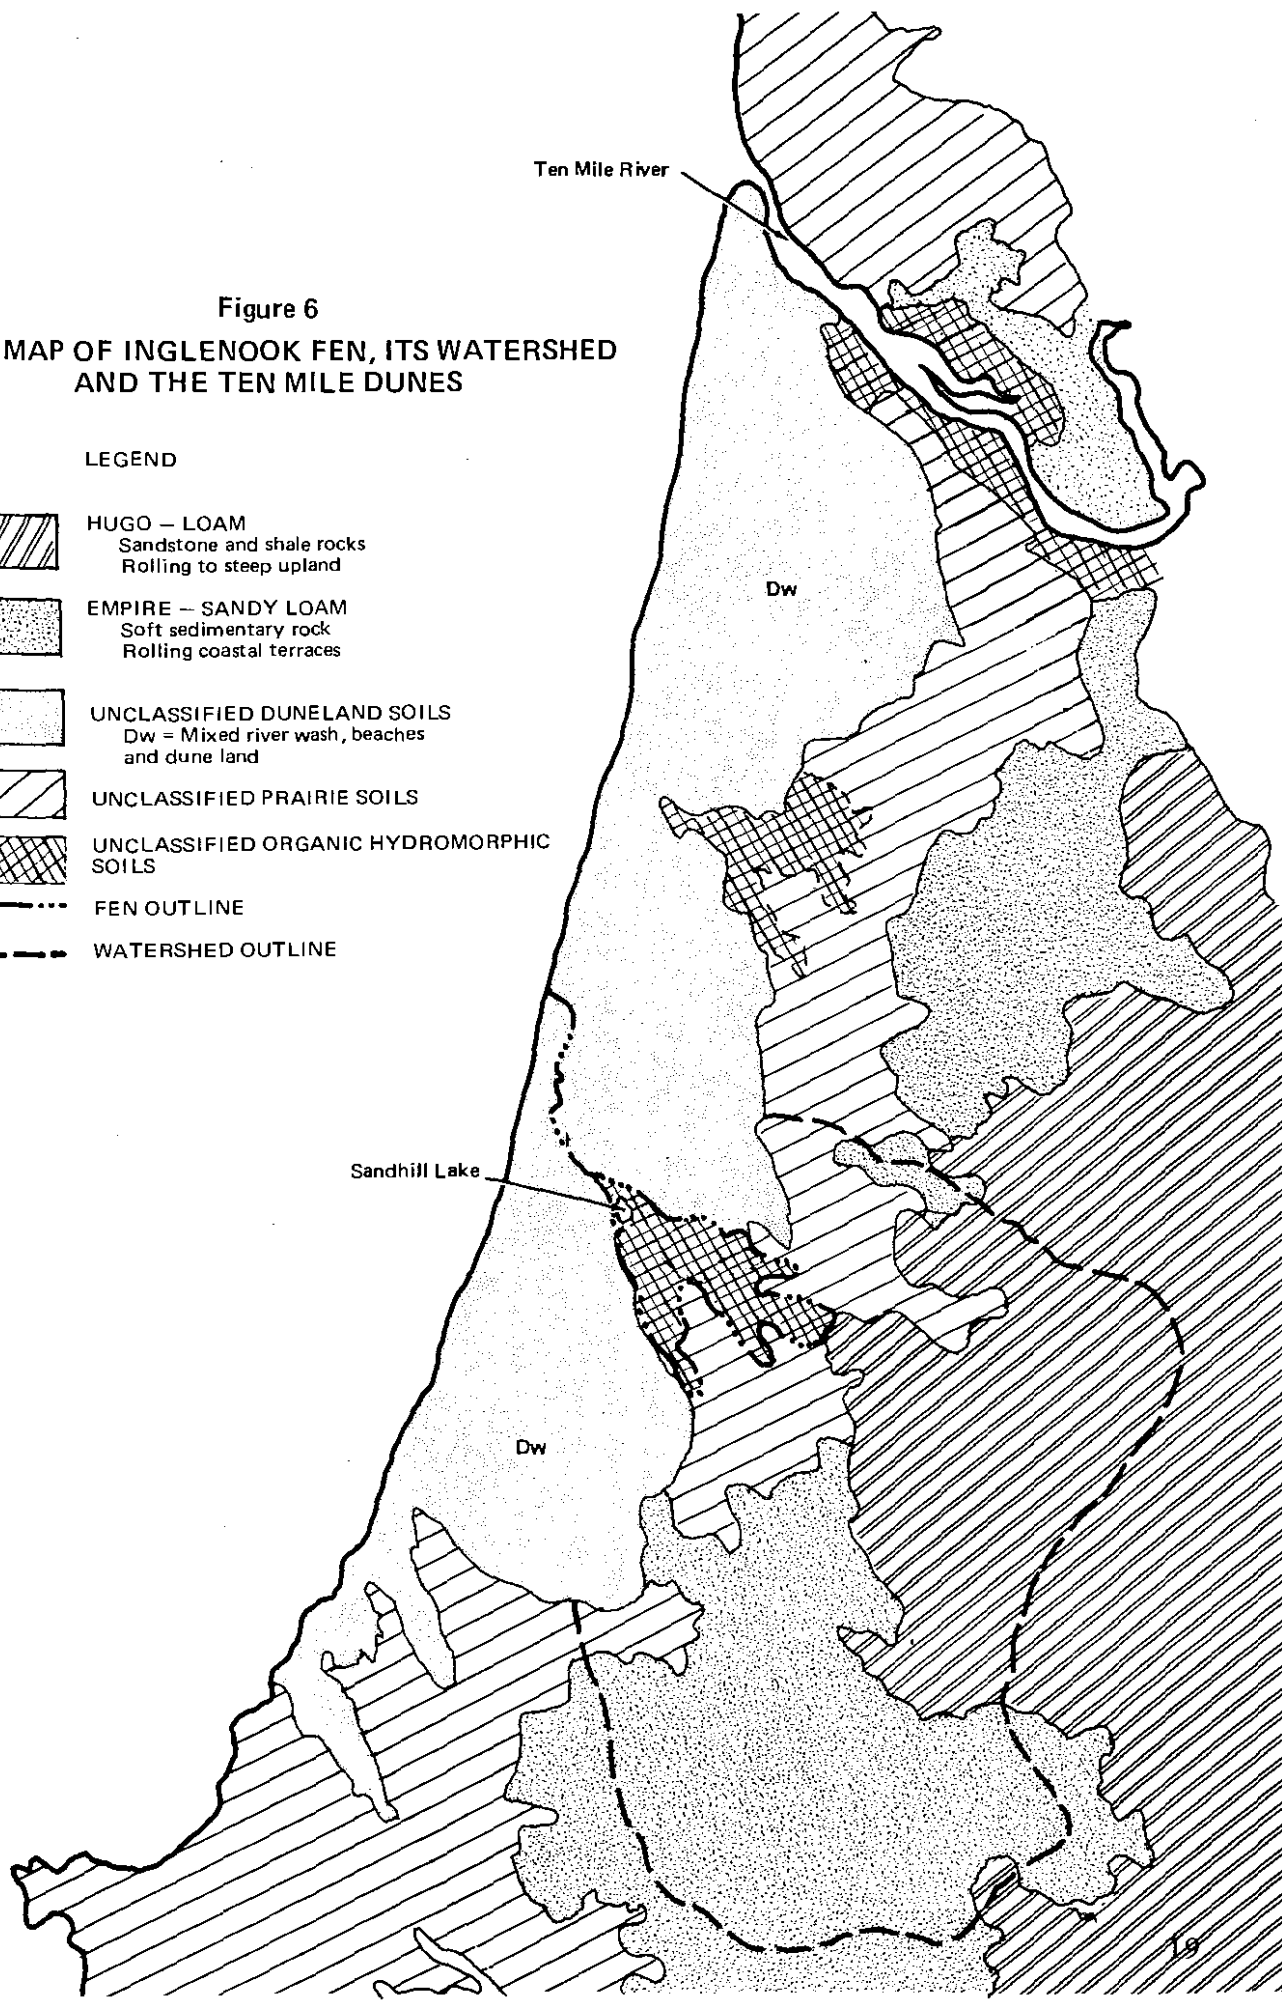 Ten Mile River
Figure 6
MAP OF INGLENOOK FEN, ITS WATERSHED
AND THE TEN MILE DUNES
LEGEND
HUGO – LOAM
Sandstone and shale rocks
Rolling to steep upland
EMPIRE – SANDY LOAM
Soft sedimentary rock
Rolling coastal terraces
UNCLASSIFIED DUNELAND SOILS
Dw = Mixed river wash, beaches
and dune land
UNCLASSIFIED PRAIRIE SOILS
UNCLASSIFIED ORGANIC HYDROMORPHIC
SOILS
FEN OUTLINE
WATERSHED OUTLINE
Dw
Sandhill Lake
Dw
19